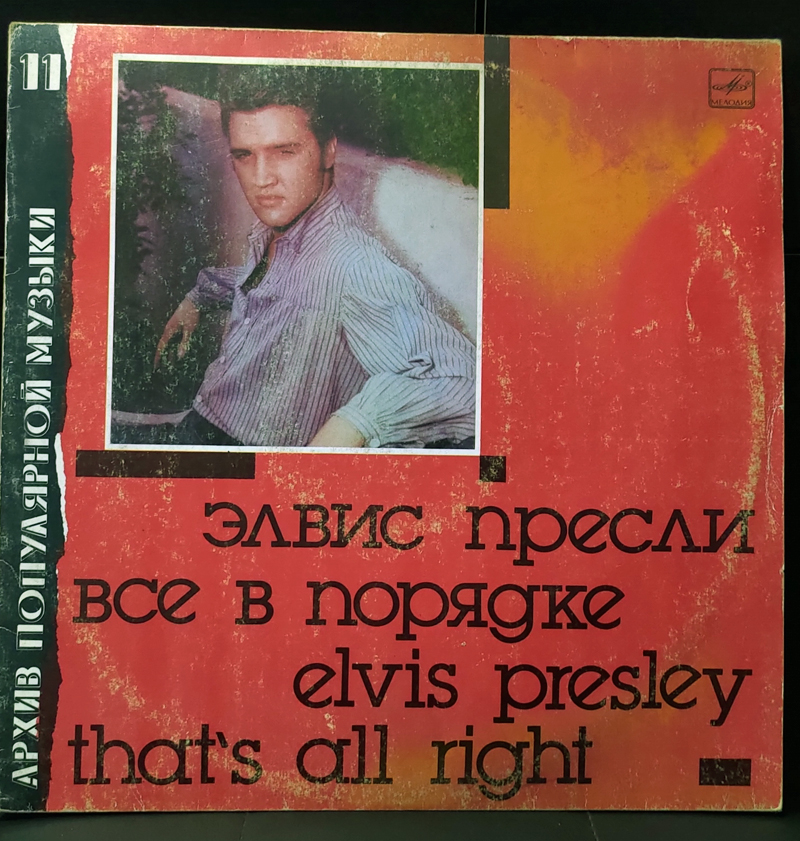 11
АРХИВ ПОПУЛЯРНОЙ МУЗЫКИ
МЕЛОДИЯ
элвис пресли
все в порядке
elvis presley
that's all right